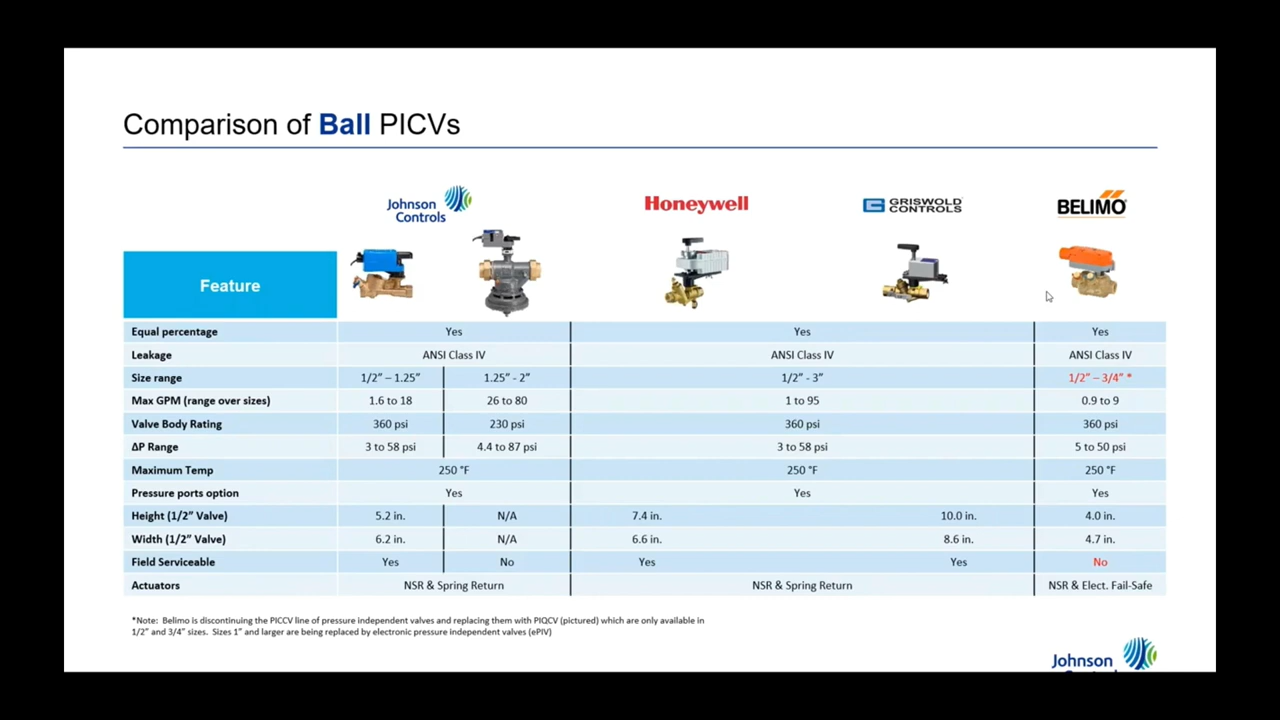 Comparison of Ball PICVs
Johnson Controls
Honeywell
GRISWOLD CONTROLS
BELIMO
Feature
Equal percentage Yes Yes Yes
Leakage ANSI Class IV ANSI Class IV ANSI Class IV
Size range 1/2” – 1.25” 1.25” - 2” 1/2” - 3” 1/2” – 3/4” *
Max GPM (range over sizes) 1.6 to 18 26 to 80 1 to 95 0.9 to 9
Valve Body Rating 360 psi 230 psi 360 psi 360 psi
ΔP Range 3 to 58 psi 4.4 to 87 psi 3 to 58 psi 5 to 50 psi
Maximum Temp 250 °F 250 °F 250 °F
Pressure ports option Yes Yes Yes
Height (1/2” Valve) 5.2 in. N/A 7.4 in. 10.0 in. 4.0 in.
Width (1/2” Valve) 6.2 in. N/A 6.6 in. 8.6 in. 4.7 in.
Field Serviceable Yes No Yes Yes No
Actuators NSR & Spring Return NSR & Spring Return NSR & Elect. Fail-Safe
*Note: Belimo is discontinuing the PICCV line of pressure independent valves and replacing them with PIQCV (pictured) which are only available in
1/2” and 3/4” sizes. Sizes 1” and larger are being replaced by electronic pressure independent valves (ePIV)
Johnson